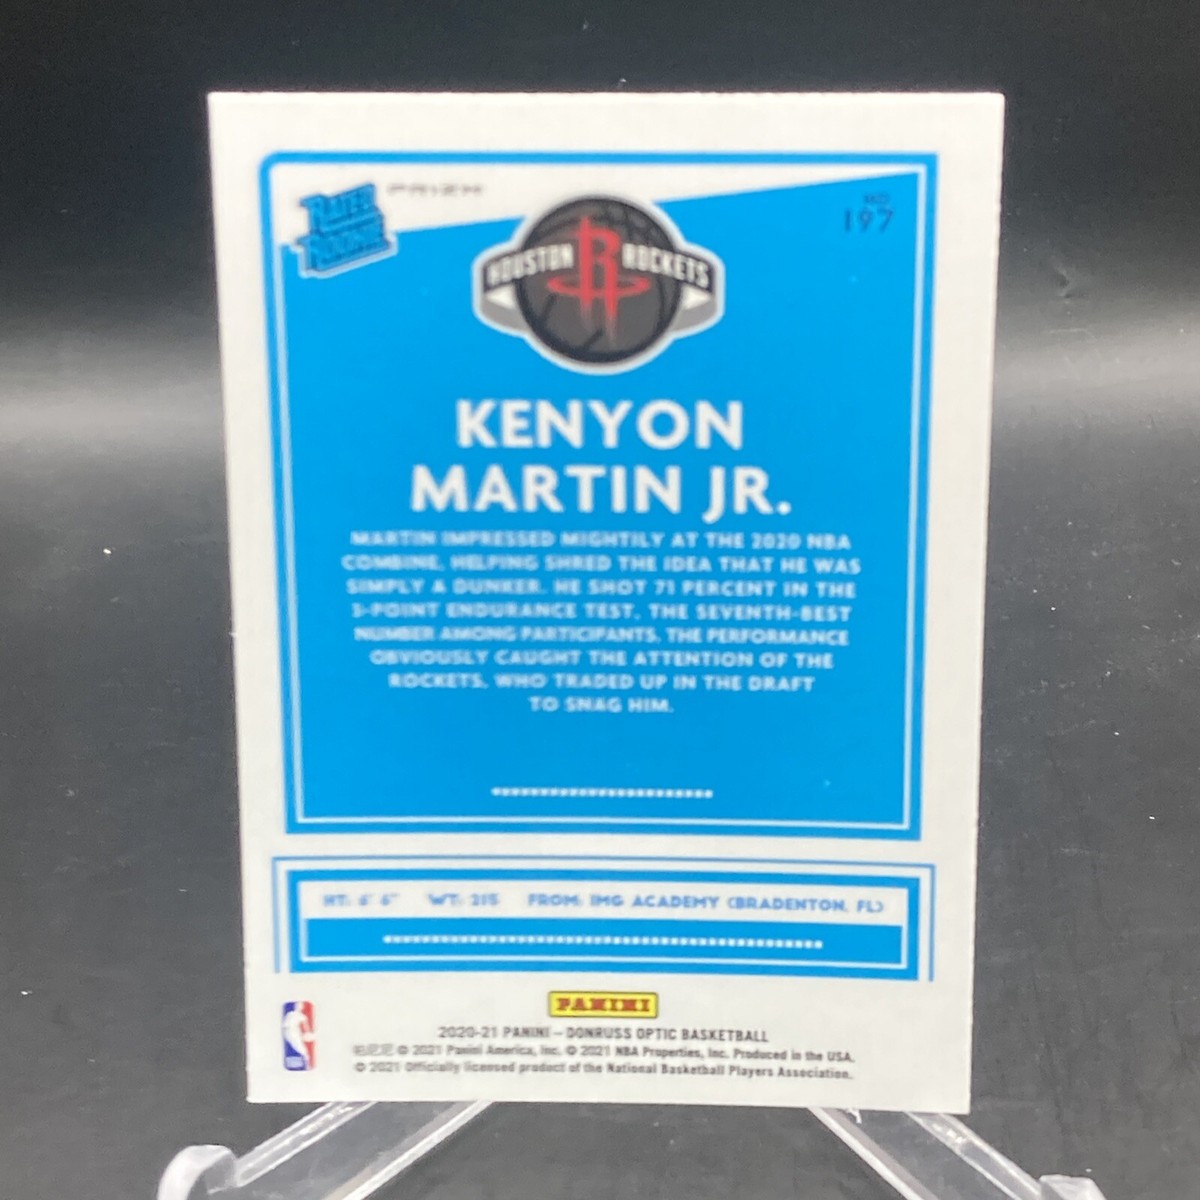 RATED
ROOKIE
PRIZM
NO
197
HOUSTON ROCKETS
KENYON
MARTIN JR.
MARTIN IMPRESSED MIGHTILY AT THE 2020 NBA
COMBINE, HELPING SHRED THE IDEA THAT HE WAS
SIMPLY A DUNKER. HE SHOT 71 PERCENT IN THE
3-POINT ENDURANCE TEST, THE SEVENTH-BEST
NUMBER AMONG PARTICIPANTS. THE PERFORMANCE
OBVIOUSLY CAUGHT THE ATTENTION OF THE
ROCKETS, WHO TRADED UP IN THE DRAFT
TO SNAG HIM.
HT: 6' 6" WT: 215 FROM: IMG ACADEMY (BRADENTON, FL)
PANINI
2020-21 PANINI – DONRUSS OPTIC BASKETBALL
© 2021 Panini America, Inc. © 2021 NBA Properties, Inc. Produced in the USA.
© 2021 Officially licensed product of the National Basketball Players Association.